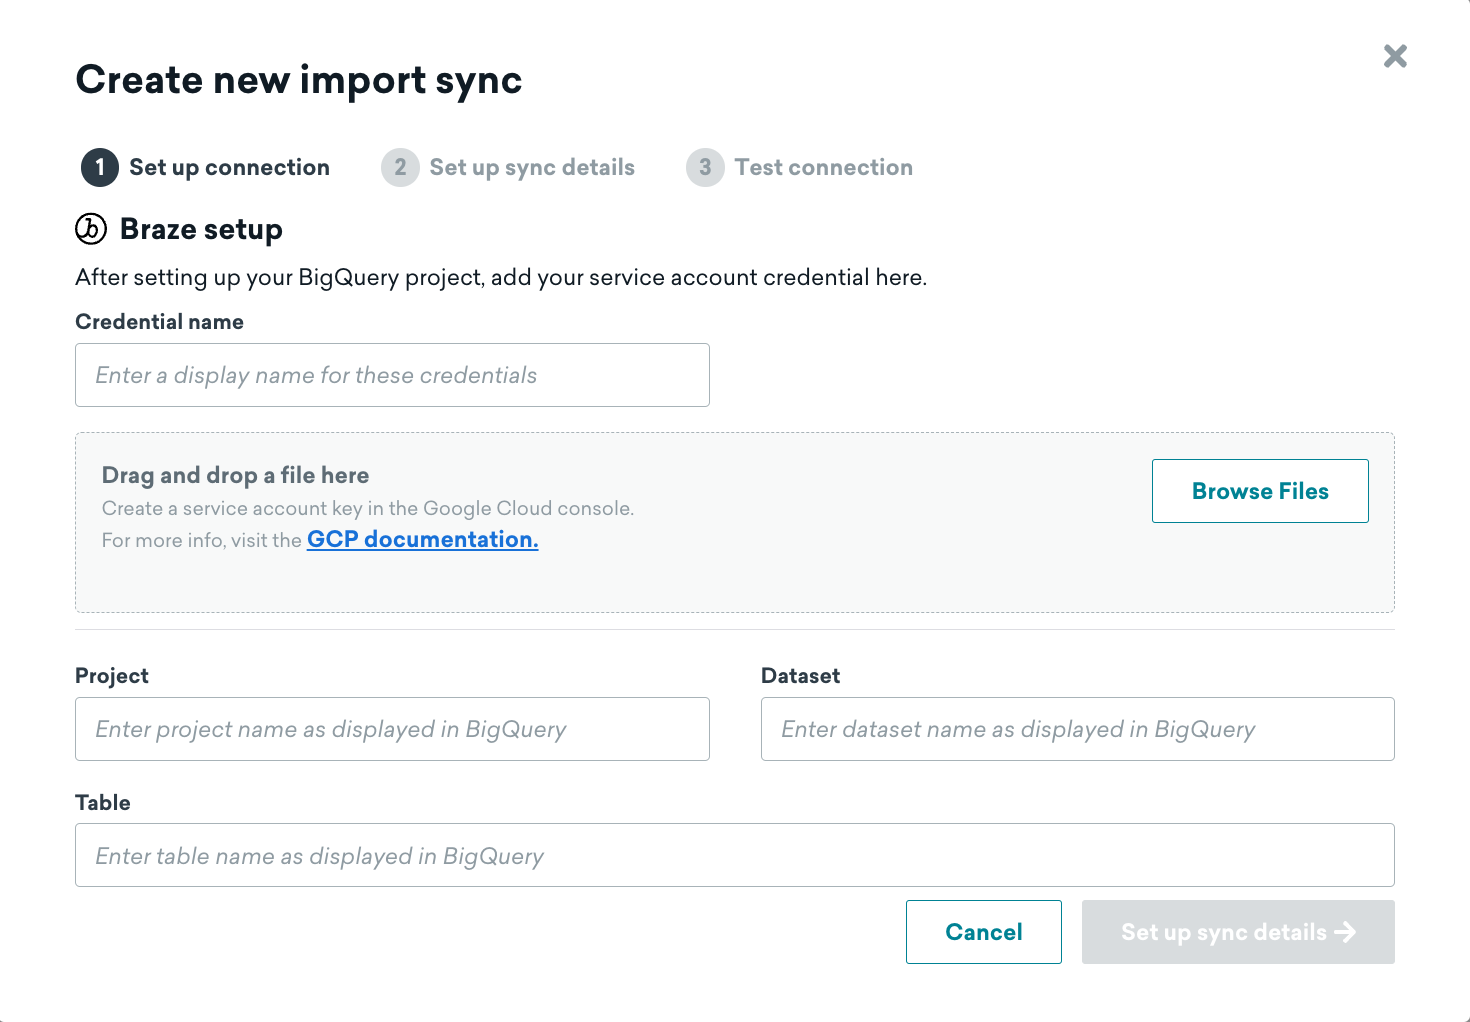 Create new import sync
1 Set up connection 2 Set up sync details 3 Test connection
Braze setup
After setting up your BigQuery project, add your service account credential here.
Credential name
Enter a display name for these credentials
Drag and drop a file here
Create a service account key in the Google Cloud console.
For more info, visit the GCP documentation.
Browse Files
Project
Enter project name as displayed in BigQuery
Dataset
Enter dataset name as displayed in BigQuery
Table
Enter table name as displayed in BigQuery
Cancel
Set up sync details